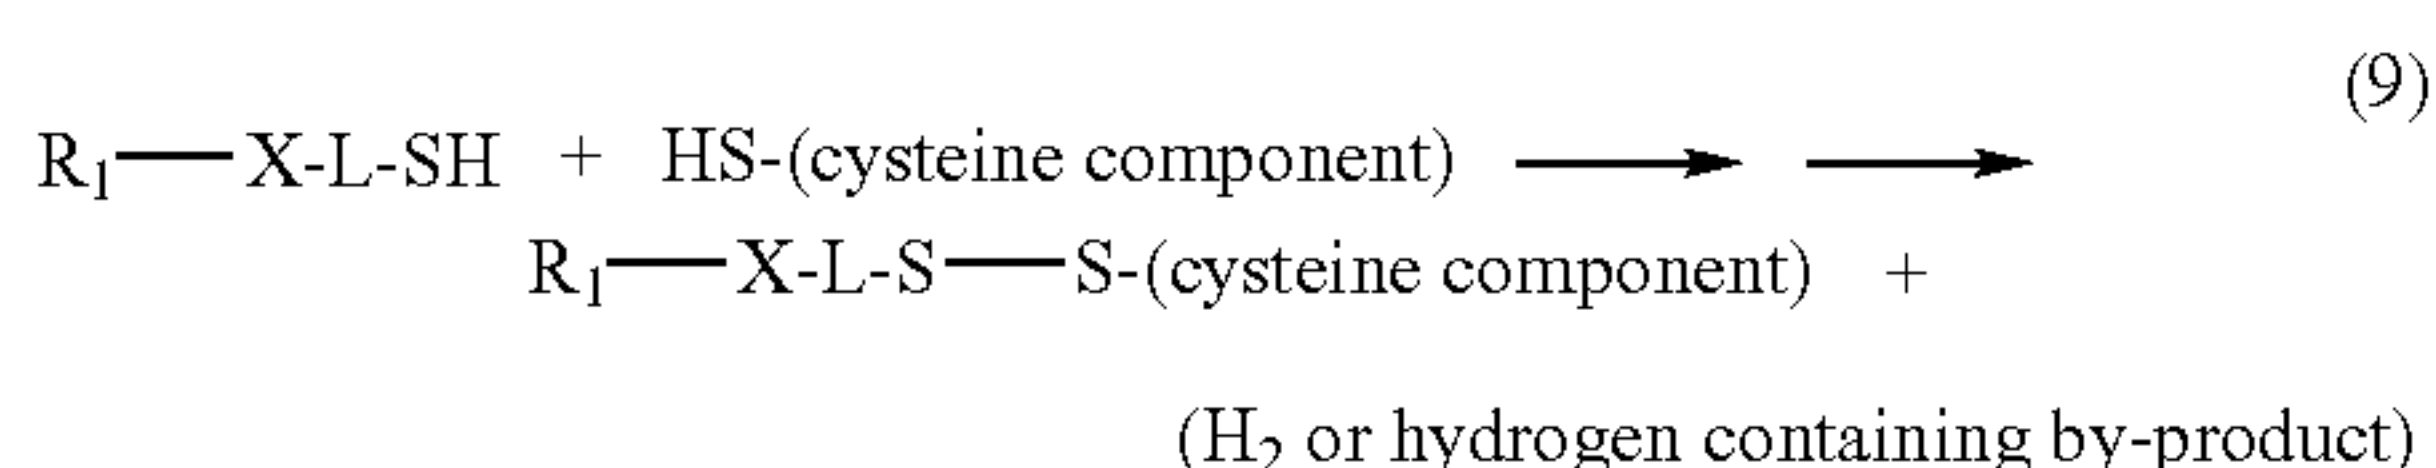 (9)
R₁—X-L-SH + HS-(cysteine component) ⟶ ⟶
R₁—X-L-S—S-(cysteine component) +
(H₂ or hydrogen containing by-product)